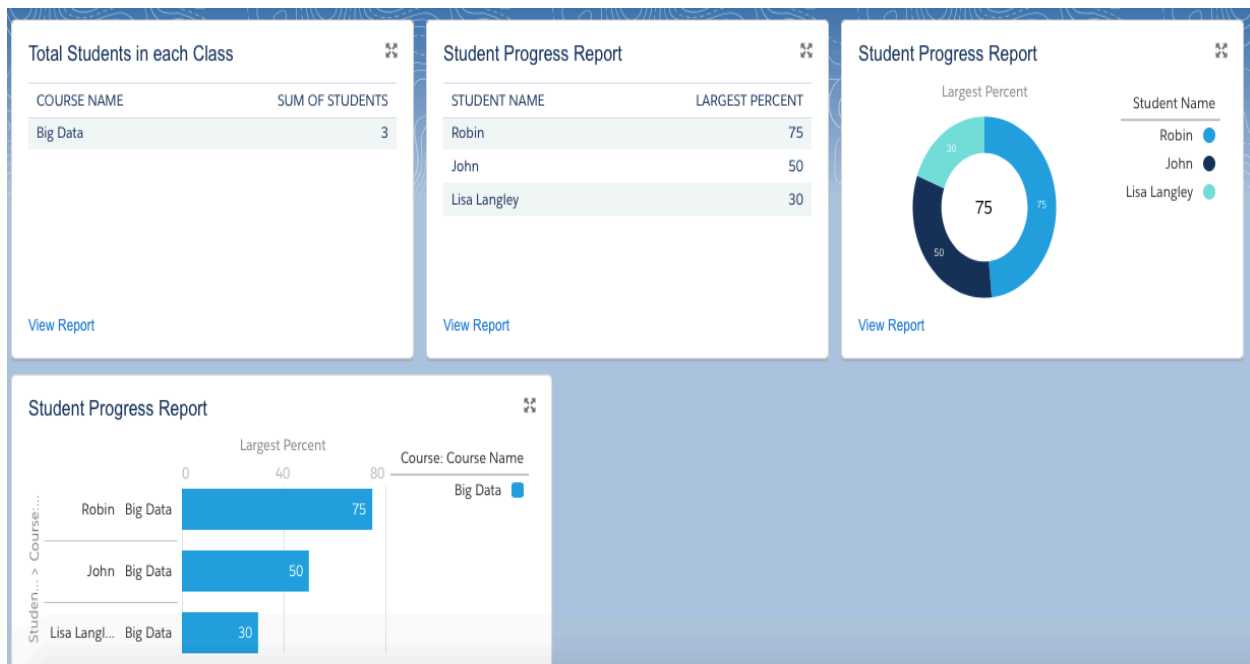 Total Students in each Class
COURSE NAME SUM OF STUDENTS
Big Data 3
View Report
Student Progress Report
STUDENT NAME LARGEST PERCENT
Robin 75
John 50
Lisa Langley 30
View Report
Student Progress Report
Largest Percent
Student Name
Robin
John
Lisa Langley
30
75
75
50
View Report
Student Progress Report
Largest Percent
0 40 80
Course: Course Name
Big Data
Studen... > Course:...
Robin Big Data 75
John Big Data 50
Lisa Langl... Big Data 30